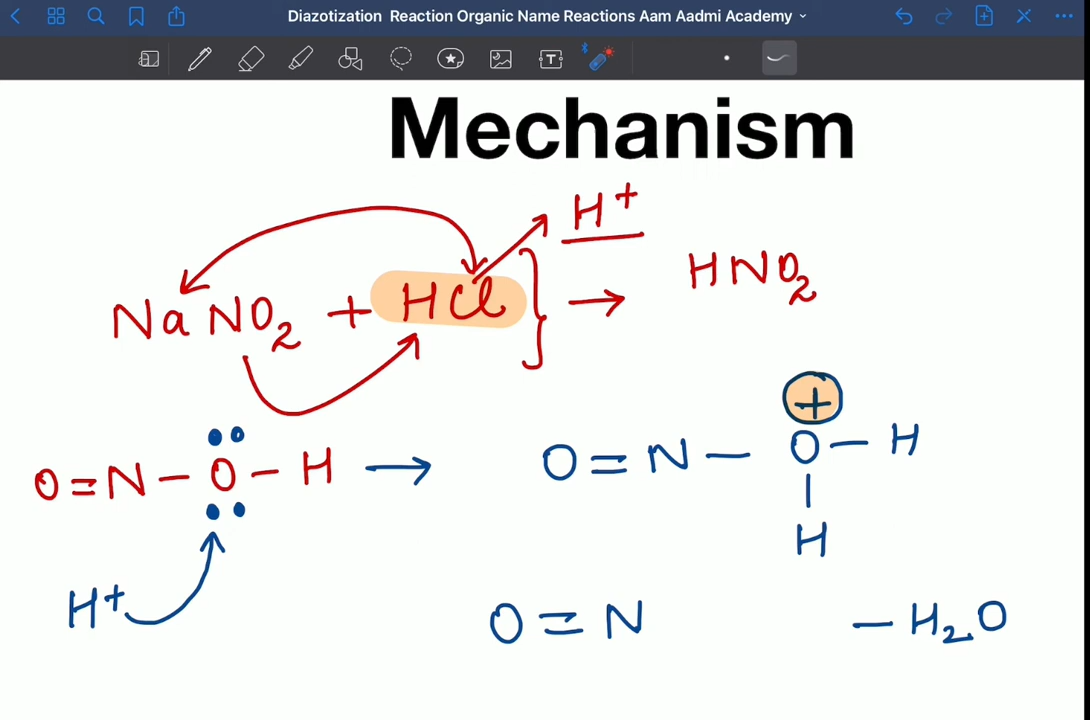 Diazotization Reaction Organic Name Reactions Aam Aadmi Academy
Mechanism
H+
NaNO2 + HCl } → HNO2
O=N-O-H → O=N-O-H
+
H
H+
O=N -H2O